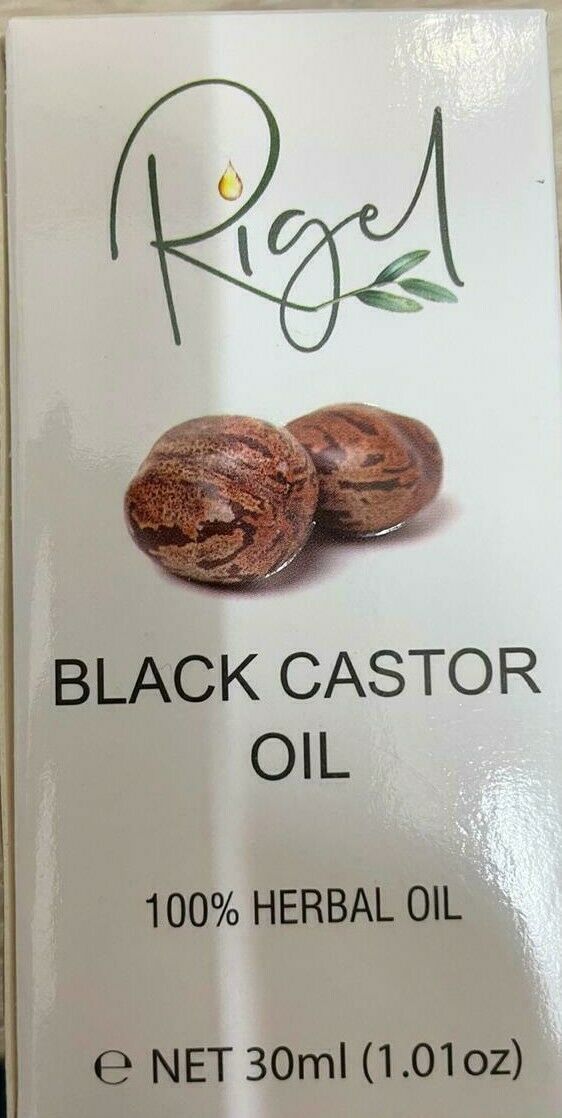 Rigel
BLACK CASTOR
OIL
100% HERBAL OIL
℮ NET 30ml (1.01oz)